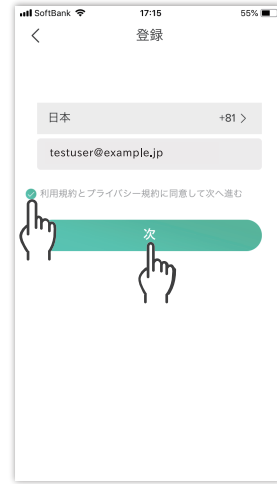 SoftBank 17:15 55%
登録
日本 +81
testuser@example.jp
利用規約とプライバシー規約に同意して次へ進む
次